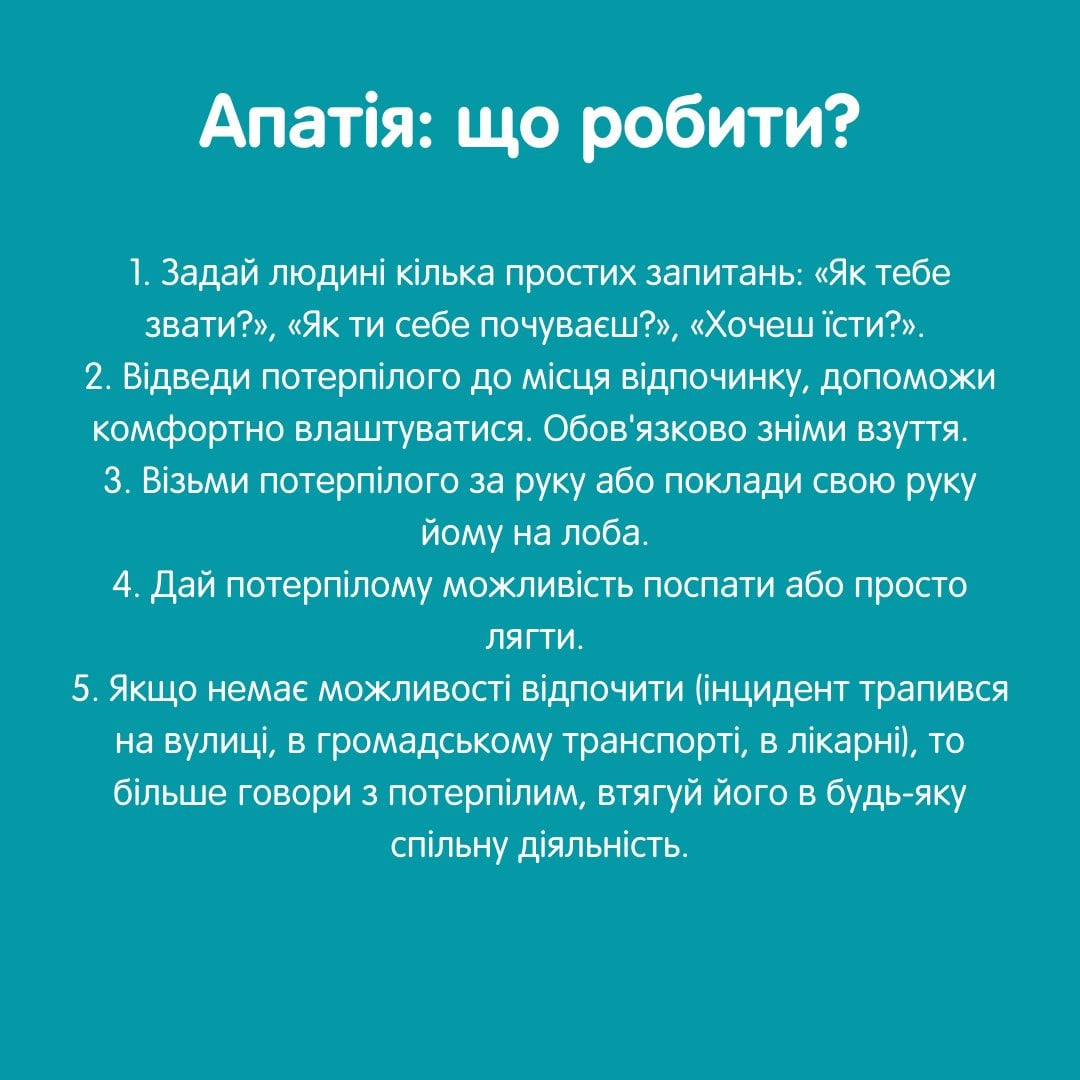 Апатія: що робити?
1. Задай людині кілька простих запитань: «Як тебе
звати?», «Як ти себе почуваєш?», «Хочеш їсти?».
2. Відведи потерпілого до місця відпочинку, допоможи
комфортно влаштуватися. Обов'язково зніми взуття.
3. Візьми потерпілого за руку або поклади свою руку
йому на лоба.
4. Дай потерпілому можливість поспати або просто
лягти.
5. Якщо немає можливості відпочити (інцидент трапився
на вулиці, в громадському транспорті, в лікарні), то
більше говори з потерпілим, втягуй його в будь-яку
спільну діяльність.